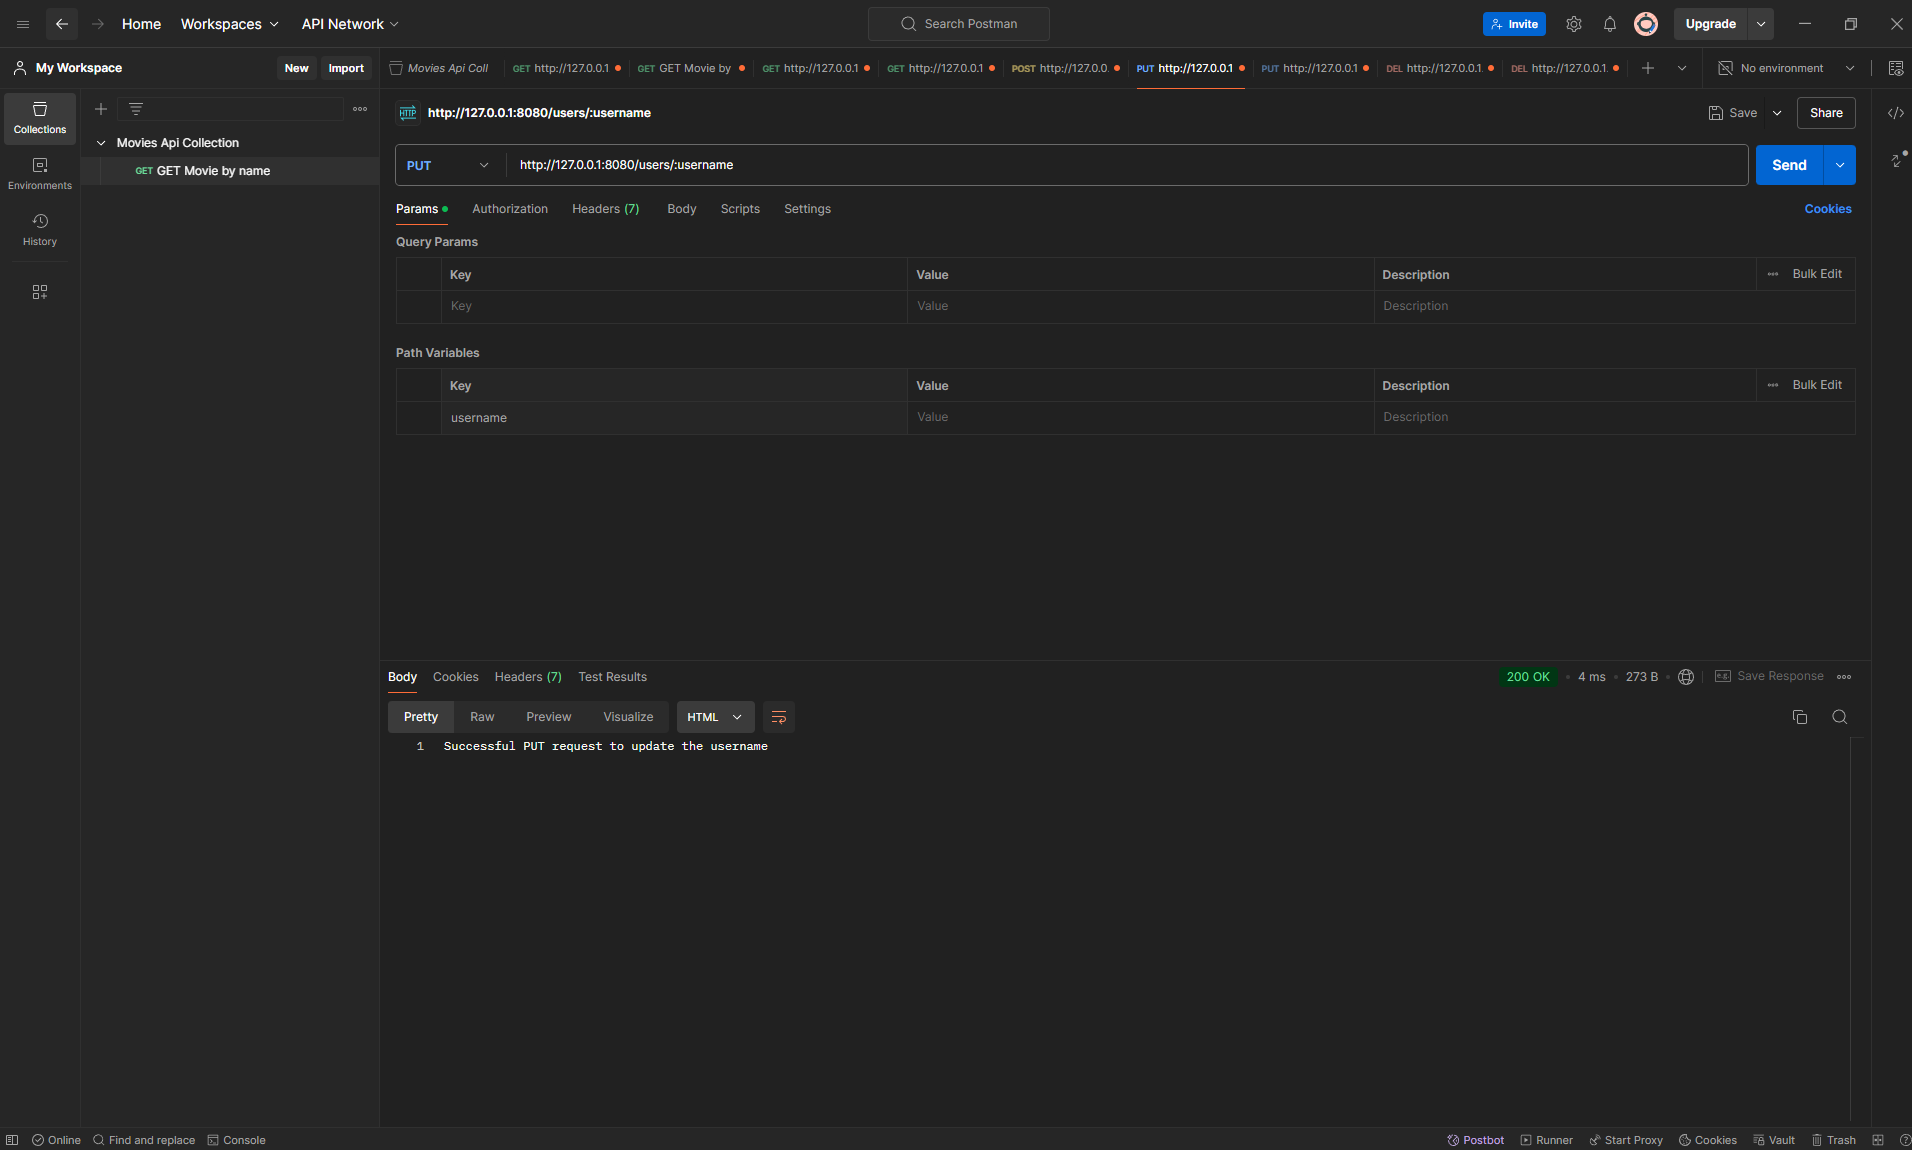 Home
Workspaces
API Network
Search Postman
Invite
Upgrade
My Workspace
New
Import
Movies Api Coll
GET http://127.0.0.1
GET GET Movie by
GET http://127.0.0.1
GET http://127.0.0.1
POST http://127.0.0.
PUT http://127.0.0.1
PUT http://127.0.0.1
DEL http://127.0.0.1.
DEL http://127.0.0.1.
No environment
Collections
Environments
History
Movies Api Collection
GET GET Movie by name
HTTP http://127.0.0.1:8080/users/:username
Save
Share
PUT http://127.0.0.1:8080/users/:username
Send
Params Authorization Headers (7) Body Scripts Settings
Cookies
Query Params
Key Value Description Bulk Edit
Key Value Description
Path Variables
Key Value Description Bulk Edit
username Value Description
Body Cookies Headers (7) Test Results
200 OK 4 ms 273 B
e.g. Save Response
Pretty Raw Preview Visualize HTML
1 Successful PUT request to update the username
Online Find and replace Console
Postbot Runner Start Proxy Cookies Vault Trash